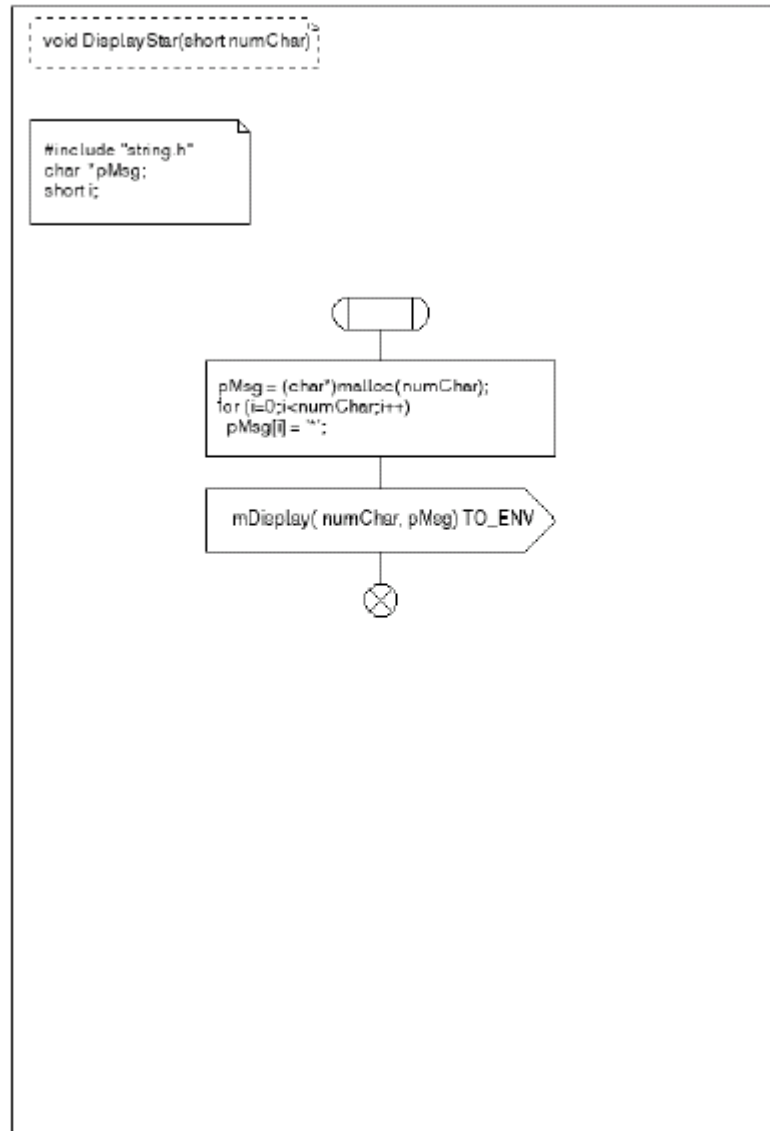 void DisplayStar(short numChar)
#include "string.h"
char *pMsg;
short i;
pMsg = (char*)malloc(numChar);
for (i=0;i<numChar;i++)
pMsg[i] = '*';
mDisplay( numChar, pMsg) TO_ENV